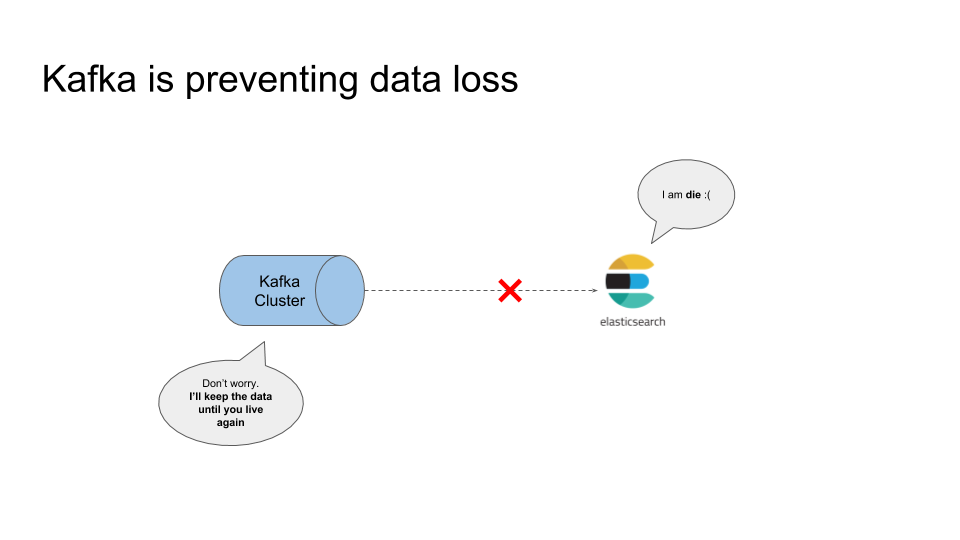 Kafka is preventing data loss
I am die :(
Kafka
Cluster
elasticsearch
Don't worry.
I'll keep the data
until you live
again